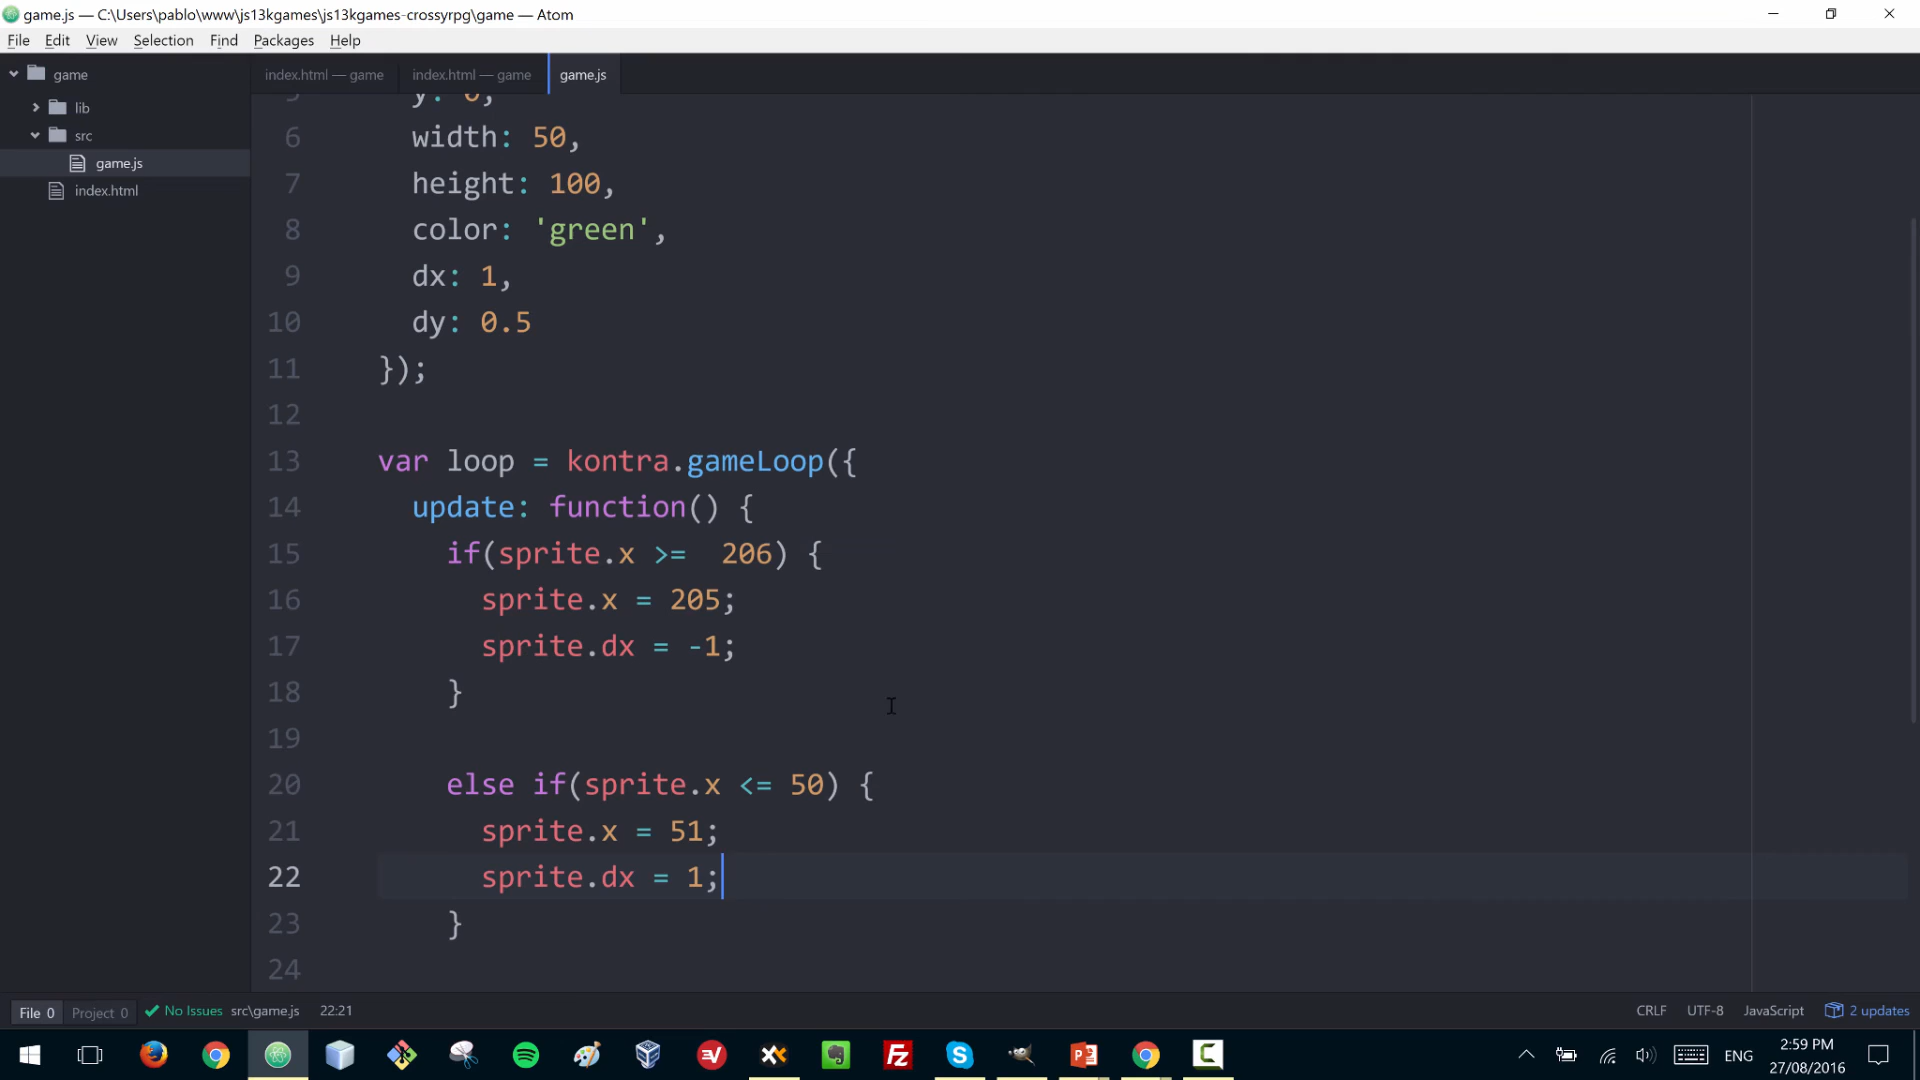 game.js — C:\Users\pablo\www\js13kgames\js13kgames-crossyrpg\game — Atom
File Edit View Selection Find Packages Help
game
lib
src
game.js
index.html
index.html — game index.html — game game.js
5 y: 0,
6 width: 50,
7 height: 100,
8 color: 'green',
9 dx: 1,
10 dy: 0.5
11 });
12
13 var loop = kontra.gameLoop({
14 update: function() {
15 if(sprite.x >=  206) {
16 sprite.x = 205;
17 sprite.dx = -1;
18 }
19
20 else if(sprite.x <= 50) {
21 sprite.x = 51;
22 sprite.dx = 1;
23 }
24
File 0 Project 0 No Issues src\game.js 22:21 CRLF UTF-8 JavaScript 2 updates
ENG 2:59 PM
27/08/2016